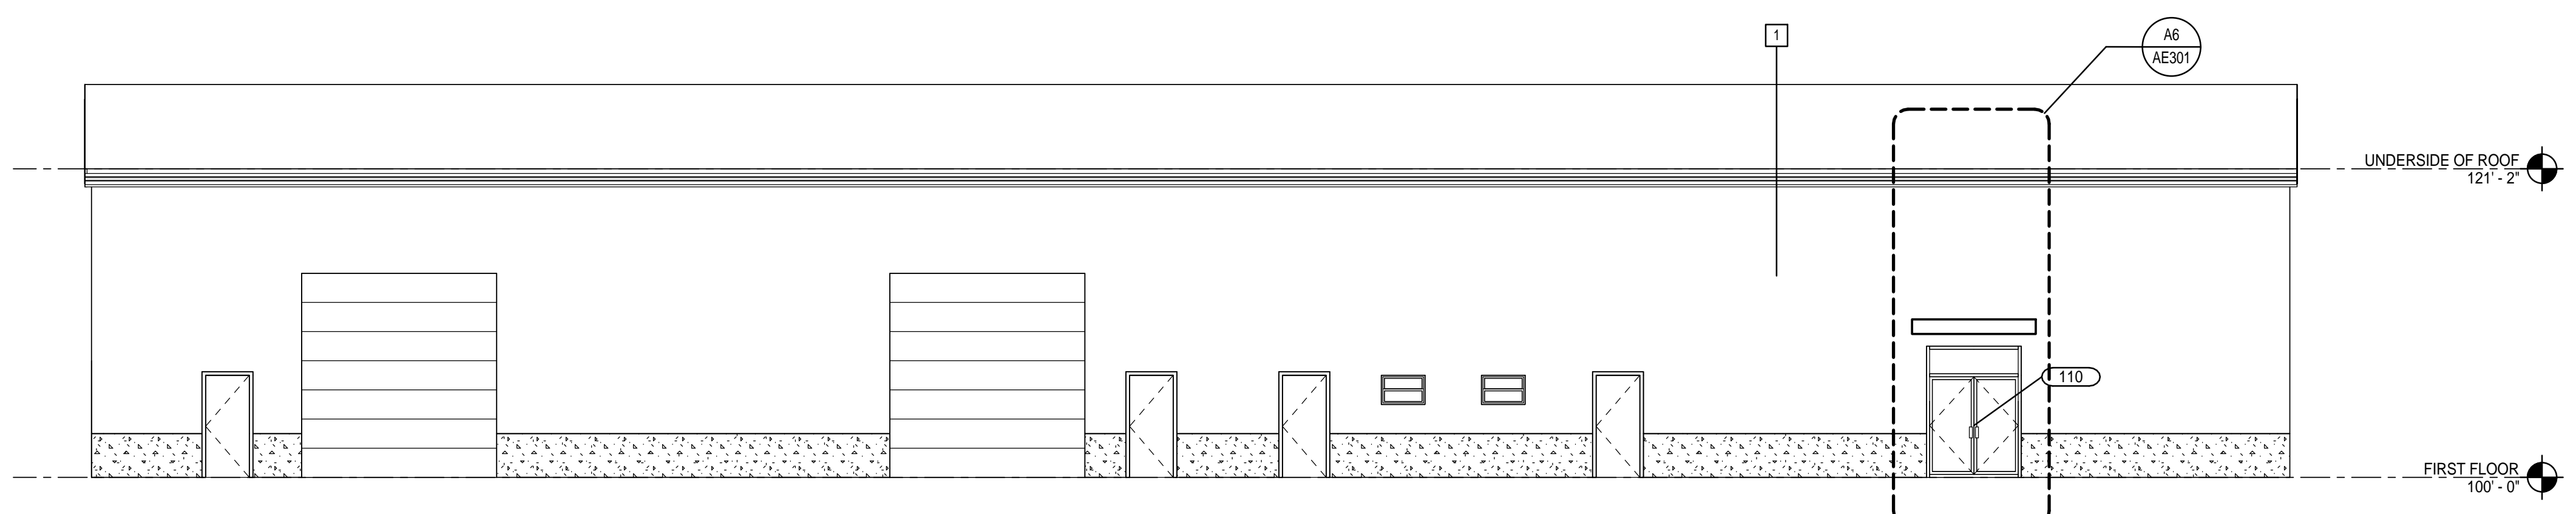 1
A6
AE301
UNDERSIDE OF ROOF
121' - 2"
110
FIRST FLOOR
100' - 0"